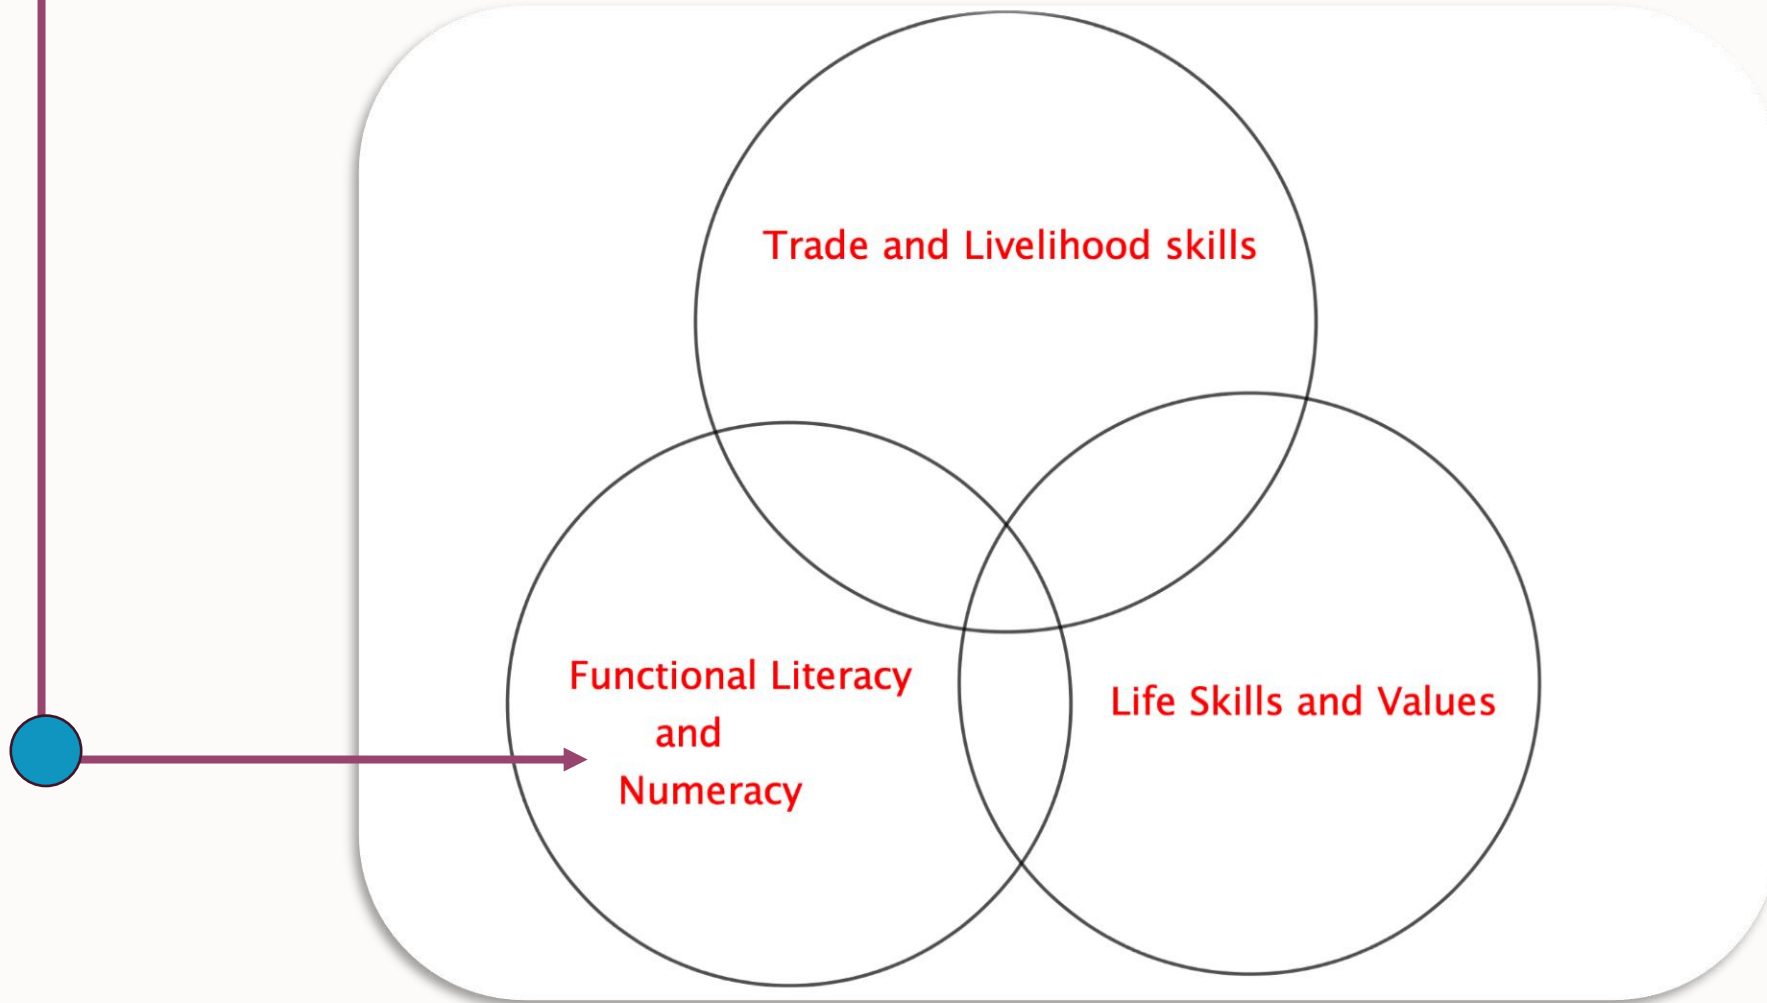 Trade and Livelihood skills
Functional Literacy
and
Numeracy
Life Skills and Values